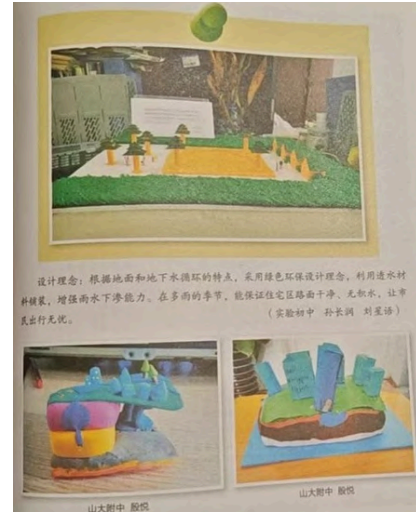 设计理念：根据地面和地下水循环的特点，采用绿色环保设计理念，利用透水材
料铺装，增强雨水下渗能力。在多雨的季节，能保证住宅区路面干净、无积水，让市
民出行无忧。
（实验初中 孙长润 刘星语）
山大附中 殷悦
山大附中 殷悦